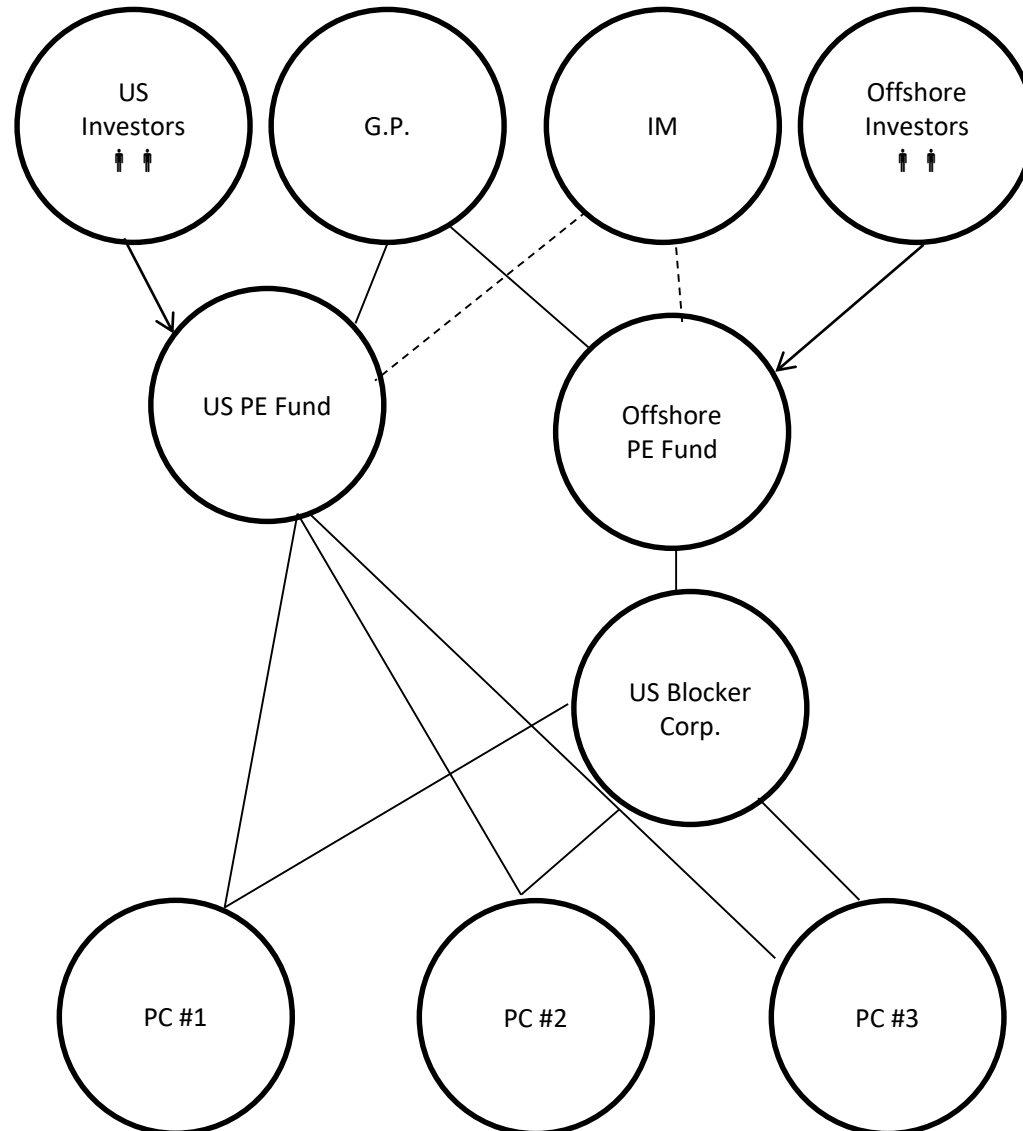 US
Investors
G.P.
IM
Offshore
Investors
US PE Fund
Offshore
PE Fund
US Blocker
Corp.
PC #1
PC #2
PC #3